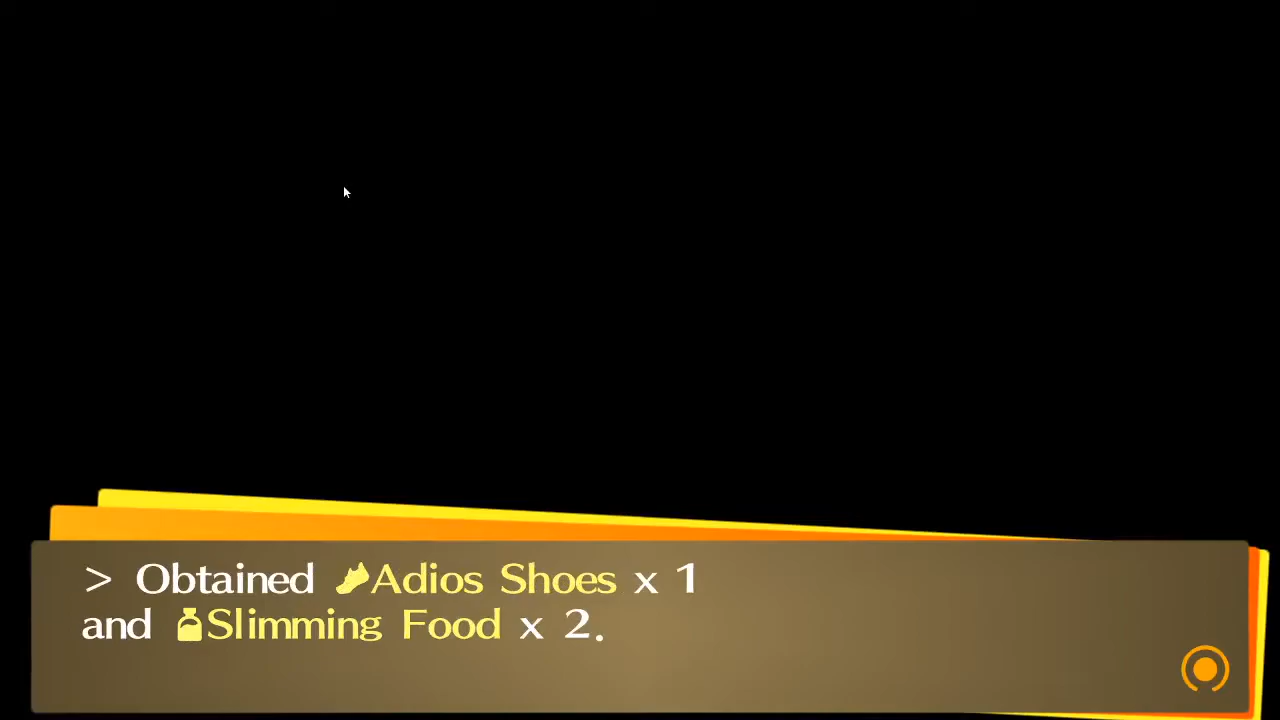 > Obtained Adios Shoes x 1
and Slimming Food x 2.